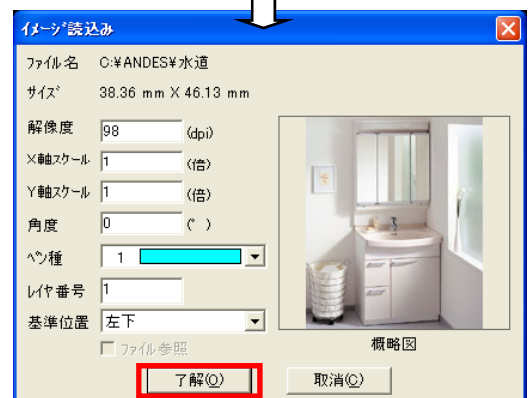 イメージ読込み
ファイル名 C:¥ANDES¥水道
サイズ 38.36 mm X 46.13 mm
解像度 98 (dpi)
X軸スケール 1 (倍)
Y軸スケール 1 (倍)
角度 0 (°)
ペン種 1
レイヤ番号 1
基準位置 左下
ファイル参照
概略図
了解(O) 取消(C)